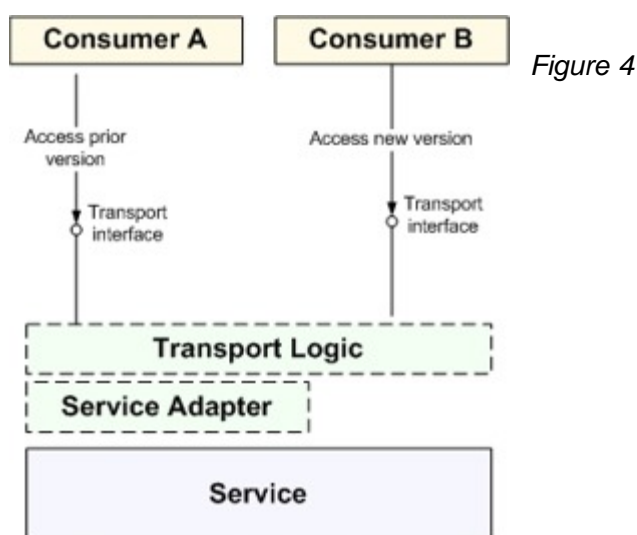 Consumer A
Consumer B
Figure 4
Access prior
version
Access new version
Transport
interface
Transport
interface
Transport Logic
Service Adapter
Service